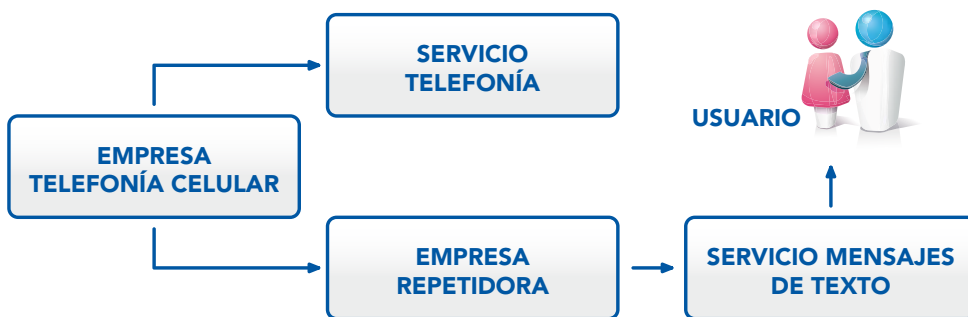 SERVICIO
TELEFONÍA
USUARIO
EMPRESA
TELEFONÍA CELULAR
EMPRESA
REPETIDORA
SERVICIO MENSAJES
DE TEXTO